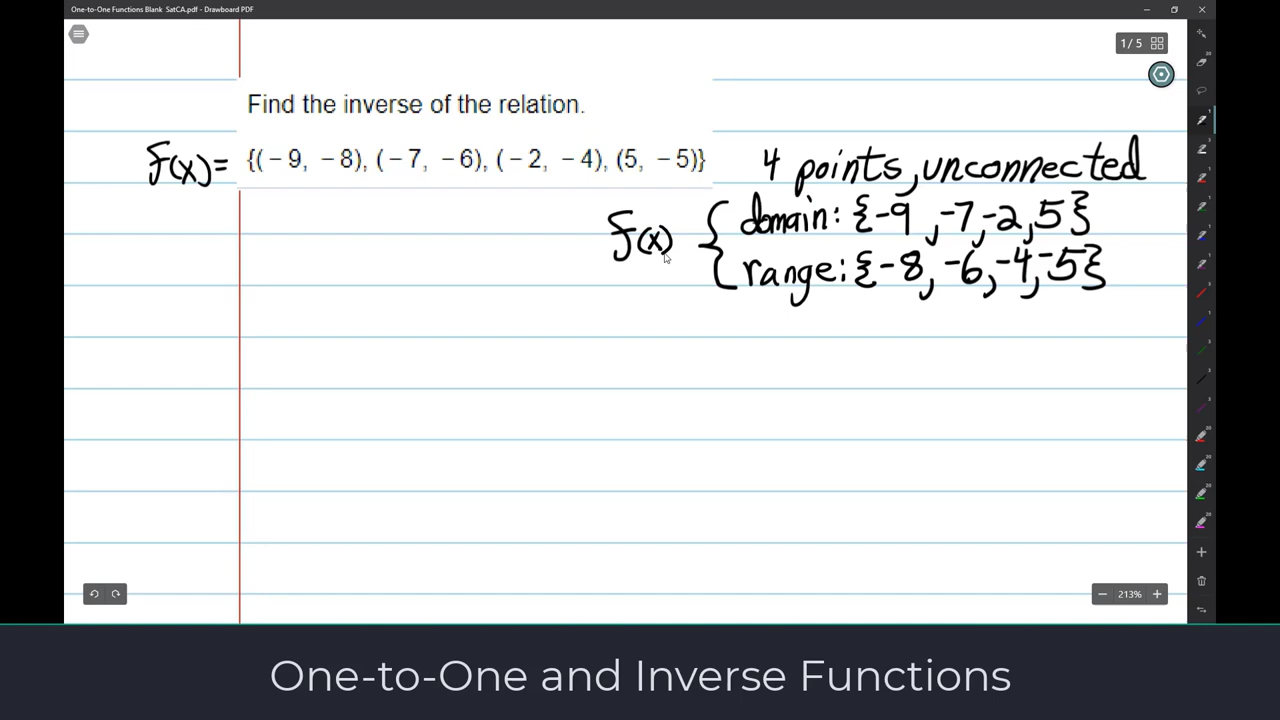 One-to-One Functions Blank SatCA.pdf - Drawboard PDF
1/5
Find the inverse of the relation.
F(x)= {(-9, -8), (-7, -6), (-2, -4), (5, -5)} 4 points, unconnected
F(x) { domain: {-9, -7, -2, 5}
range: {-8, -6, -4, -5}
213%
One-to-One and Inverse Functions